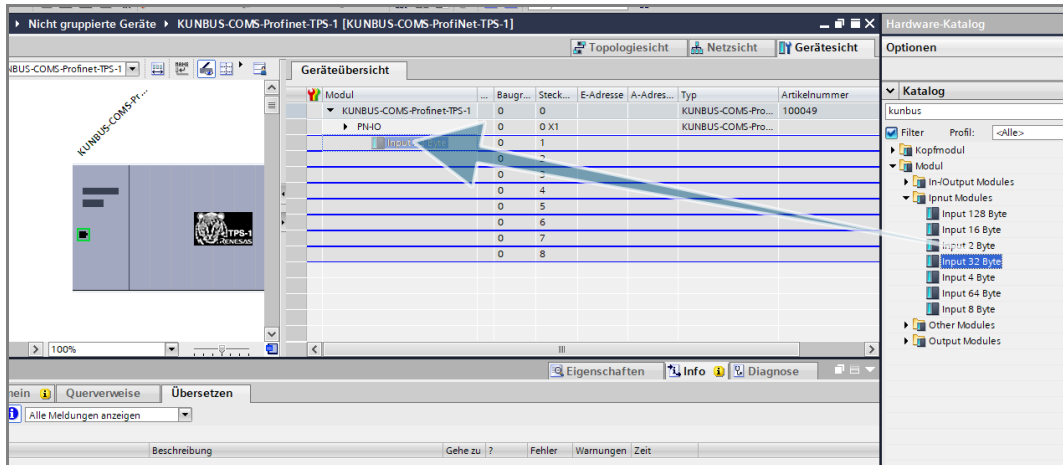 Nicht gruppierte Geräte ▸ KUNBUS-COMS-Profinet-TPS-1 [KUNBUS-COMS-ProfiNet-TPS-1]
Topologiesicht Netzsicht Gerätesicht
BUS-COMS-Profinet-TPS-1
KUNBUS-COMS-Pr...
TPS-1
RENESAS
100%
Geräteübersicht
Modul ... Baugr... Steck... E-Adresse A-Adres... Typ Artikelnummer
KUNBUS-COMS-Profinet-TPS-1 0 0 KUNBUS-COMS-Pro... 100049
PN-IO 0 0 X1 KUNBUS-COMS-Pro...
Input Byte 0 1
0 2
0 3
0 4
0 5
0 6
0 7
0 8
Hardware-Katalog
Optionen
Katalog
kunbus
Filter Profil: <Alle>
Kopfmodul
Modul
In-/Output Modules
Ipnut Modules
Input 128 Byte
Input 16 Byte
Input 2 Byte
Input 32 Byte
Input 4 Byte
Input 64 Byte
Input 8 Byte
Other Modules
Output Modules
Eigenschaften Info Diagnose
mein Querverweise Übersetzen
Alle Meldungen anzeigen
Beschreibung Gehe zu ? Fehler Warnungen Zeit